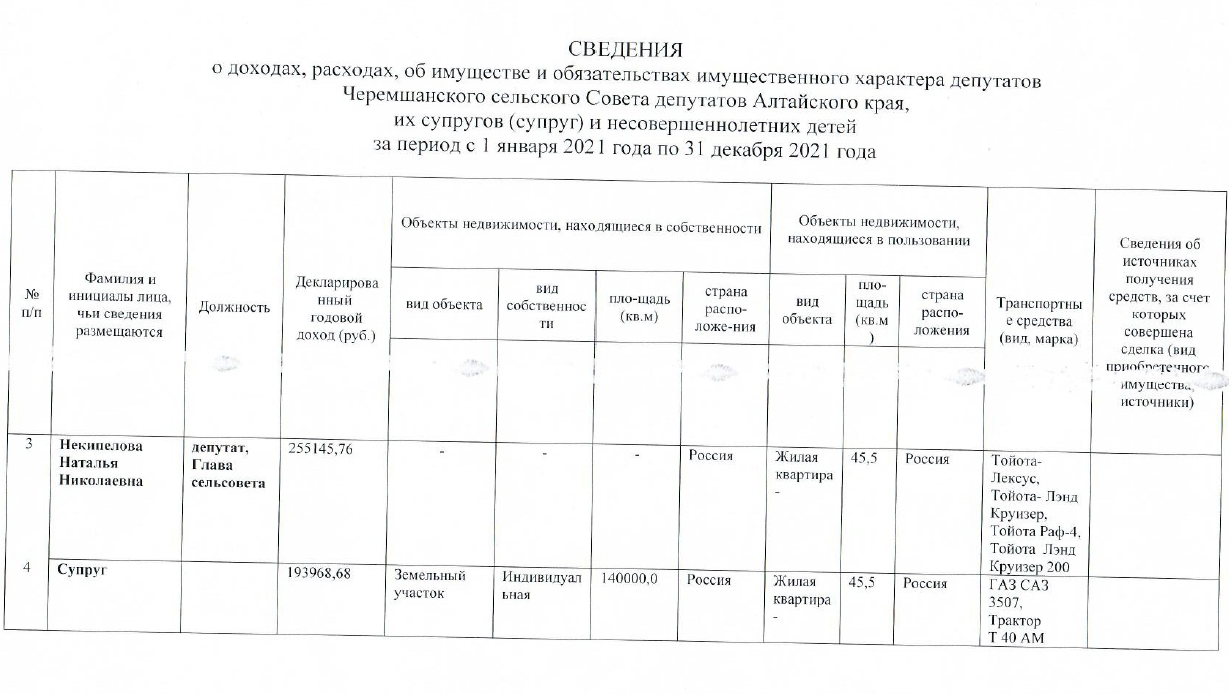 СВЕДЕНИЯ
о доходах, расходах, об имуществе и обязательствах имущественного характера депутатов
Черемшанского сельского Совета депутатов Алтайского края,
их супругов (супруг) и несовершеннолетних детей
за период с 1 января 2021 года по 31 декабря 2021 года
№
п/п
Фамилия и
инициалы лица,
чьи сведения
размещаются
Должность
Декларирова
нный
годовой
доход (руб.)
Объекты недвижимости, находящиеся в собственности
вид объекта
вид
собственнос
ти
пло-щадь
(кв.м)
страна
распо-
ложе-ния
Объекты недвижимости,
находящиеся в пользовании
вид
объекта
пло-
щадь
(кв.м
)
страна
распо-
ложения
Транспортны
е средства
(вид, марка)
Сведения об
источниках
получения
средств, за счет
которых
совершена
сделка (вид
приобретенного
имущества,
источники)
3
Некипелова
Наталья
Николаевна
депутат,
Глава
сельсовета
255145,76
-
-
-
Россия
Жилая
квартира
-
45,5
Россия
Тойота-
Лексус,
Тойота- Лэнд
Круизер,
Тойота Раф-4,
Тойота Лэнд
Круизер 200
4
Супруг
193968,68
Земельный
участок
Индивидуал
ьная
140000,0
Россия
Жилая
квартира
-
45,5
Россия
ГАЗ САЗ
3507,
Трактор
Т 40 АМ